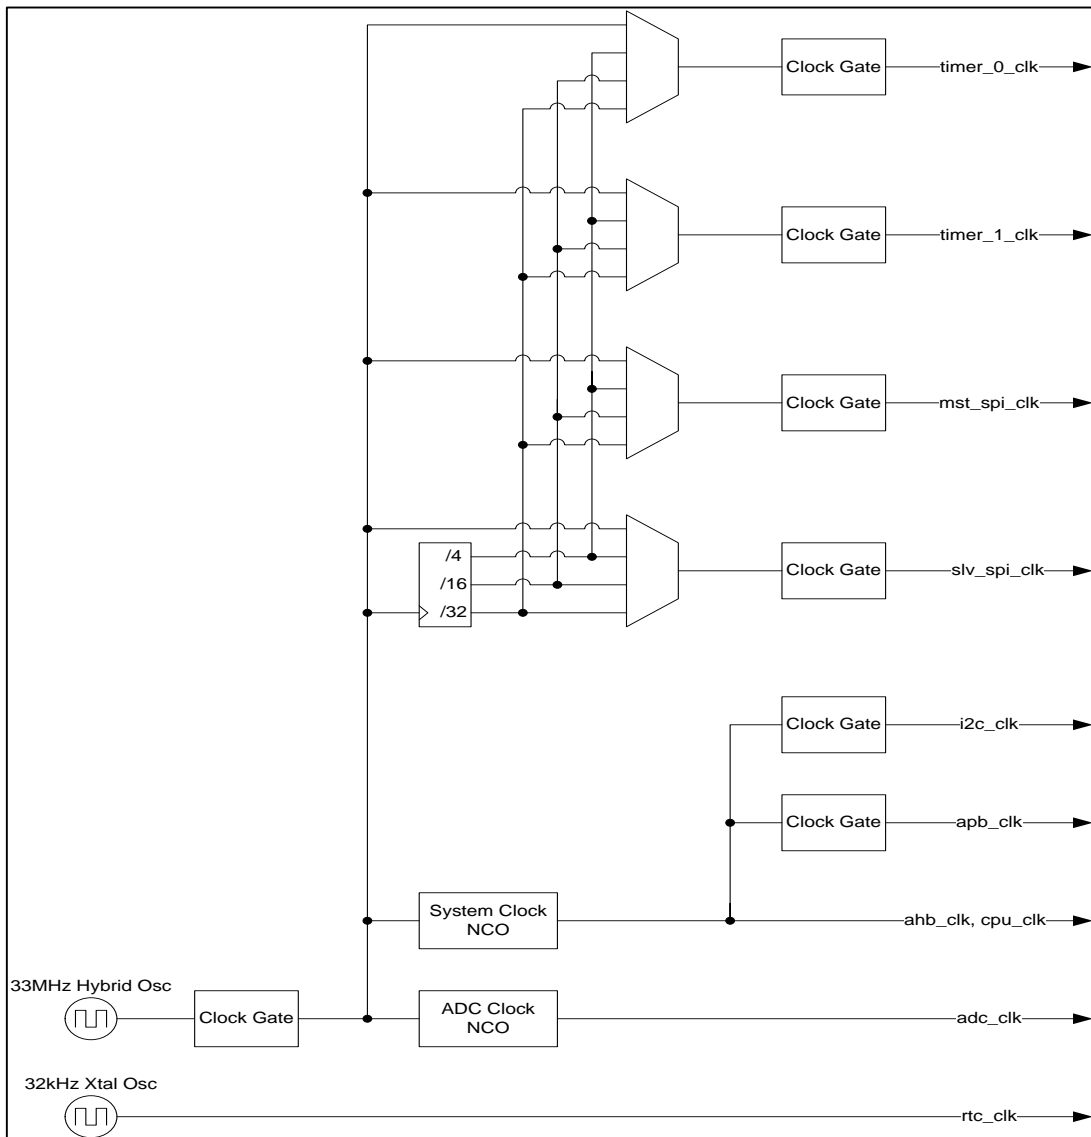 Clock Gate
timer_0_clk
Clock Gate
timer_1_clk
Clock Gate
mst_spi_clk
/4
/16
/32
Clock Gate
slv_spi_clk
Clock Gate
i2c_clk
Clock Gate
apb_clk
System Clock
NCO
ahb_clk, cpu_clk
33MHz Hybrid Osc
Clock Gate
ADC Clock
NCO
adc_clk
32kHz Xtal Osc
rtc_clk